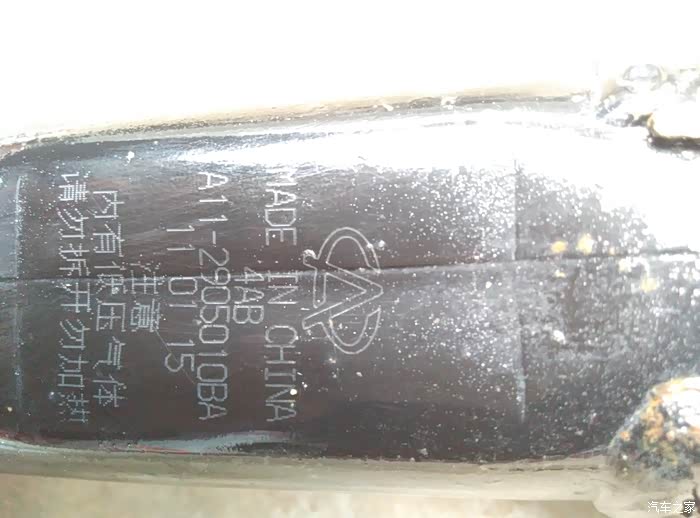 MADE IN CHINA
4AB
A11-2905010BA
11 01 15
注意
内有低压气体
请勿拆开勿加热
汽车之家